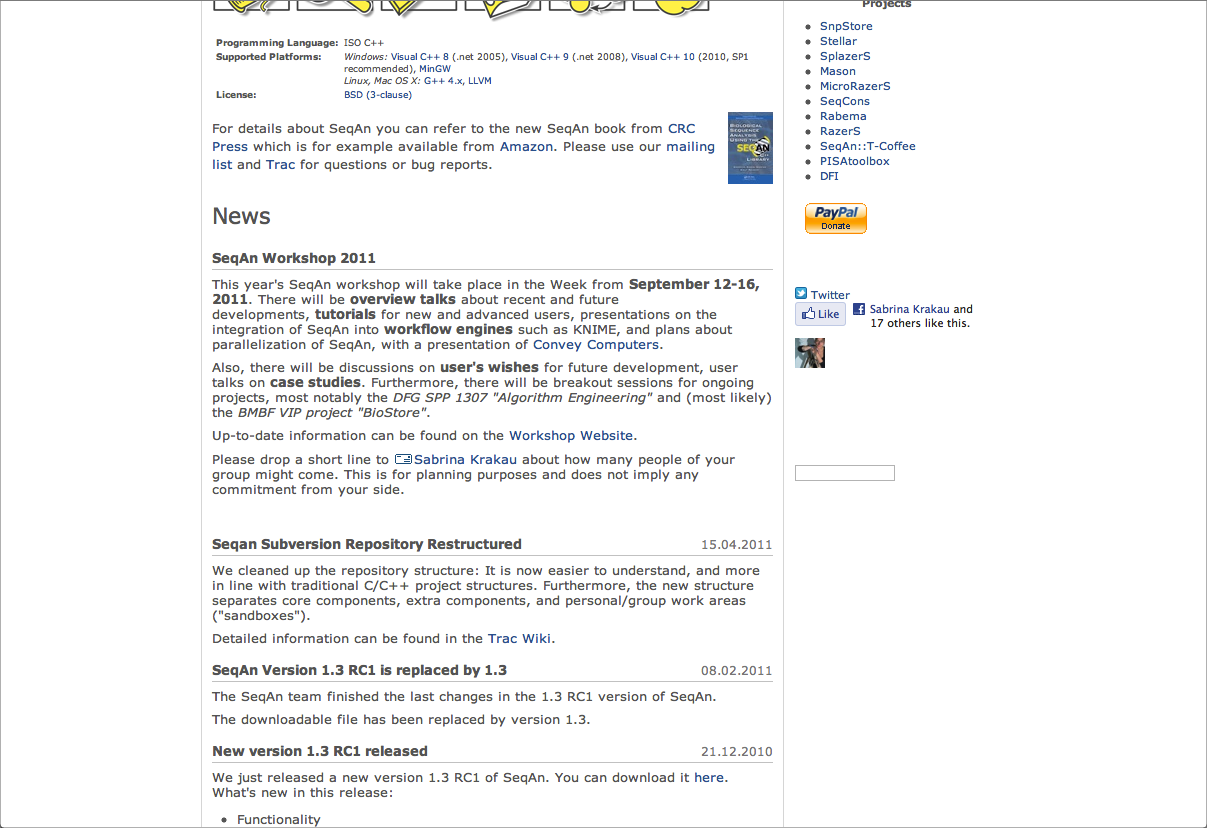 Programming Language: ISO C++
Supported Platforms: Windows: Visual C++ 8 (.net 2005), Visual C++ 9 (.net 2008), Visual C++ 10 (2010, SP1
recommended), MinGW
Linux, Mac OS X: G++ 4.x, LLVM
License: BSD (3-clause)
For details about SeqAn you can refer to the new SeqAn book from CRC
Press which is for example available from Amazon. Please use our mailing
list and Trac for questions or bug reports.
BIOLOGICAL
SEQUENCE
ANALYSIS
USING THE
SEQAN
LIBRARY
News
SeqAn Workshop 2011
This year's SeqAn workshop will take place in the Week from September 12-16,
2011. There will be overview talks about recent and future
developments, tutorials for new and advanced users, presentations on the
integration of SeqAn into workflow engines such as KNIME, and plans about
parallelization of SeqAn, with a presentation of Convey Computers.
Also, there will be discussions on user's wishes for future development, user
talks on case studies. Furthermore, there will be breakout sessions for ongoing
projects, most notably the DFG SPP 1307 "Algorithm Engineering" and (most likely)
the BMBF VIP project "BioStore".
Up-to-date information can be found on the Workshop Website.
Please drop a short line to Sabrina Krakau about how many people of your
group might come. This is for planning purposes and does not imply any
commitment from your side.
Seqan Subversion Repository Restructured 15.04.2011
We cleaned up the repository structure: It is now easier to understand, and more
in line with traditional C/C++ project structures. Furthermore, the new structure
separates core components, extra components, and personal/group work areas
("sandboxes").
Detailed information can be found in the Trac Wiki.
SeqAn Version 1.3 RC1 is replaced by 1.3 08.02.2011
The SeqAn team finished the last changes in the 1.3 RC1 version of SeqAn.
The downloadable file has been replaced by version 1.3.
New version 1.3 RC1 released 21.12.2010
We just released a new version 1.3 RC1 of SeqAn. You can download it here.
What's new in this release:
Functionality
Projects
SnpStore
Stellar
SplazerS
Mason
MicroRazerS
SeqCons
Rabema
RazerS
SeqAn::T-Coffee
PISAtoolbox
DFI
PayPal
Donate
Twitter
Like Sabrina Krakau and
17 others like this.